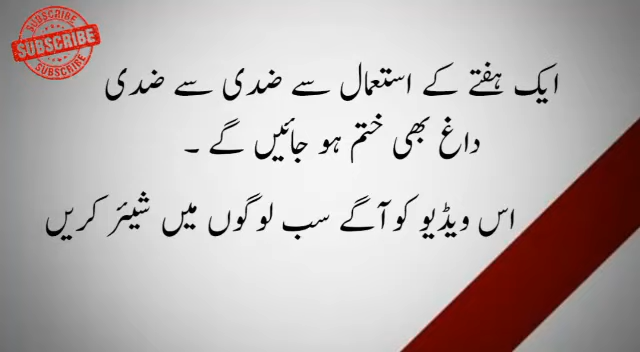 SUBSCRIBE
SUBSCRIBE
SUBSCRIBE
ایک ہفتے کے استعمال سے ضدی سے ضدی
داغ بھی ختم ہو جائیں گے ۔
اس ویڈیو کو آگے سب لوگوں میں شیئر کریں